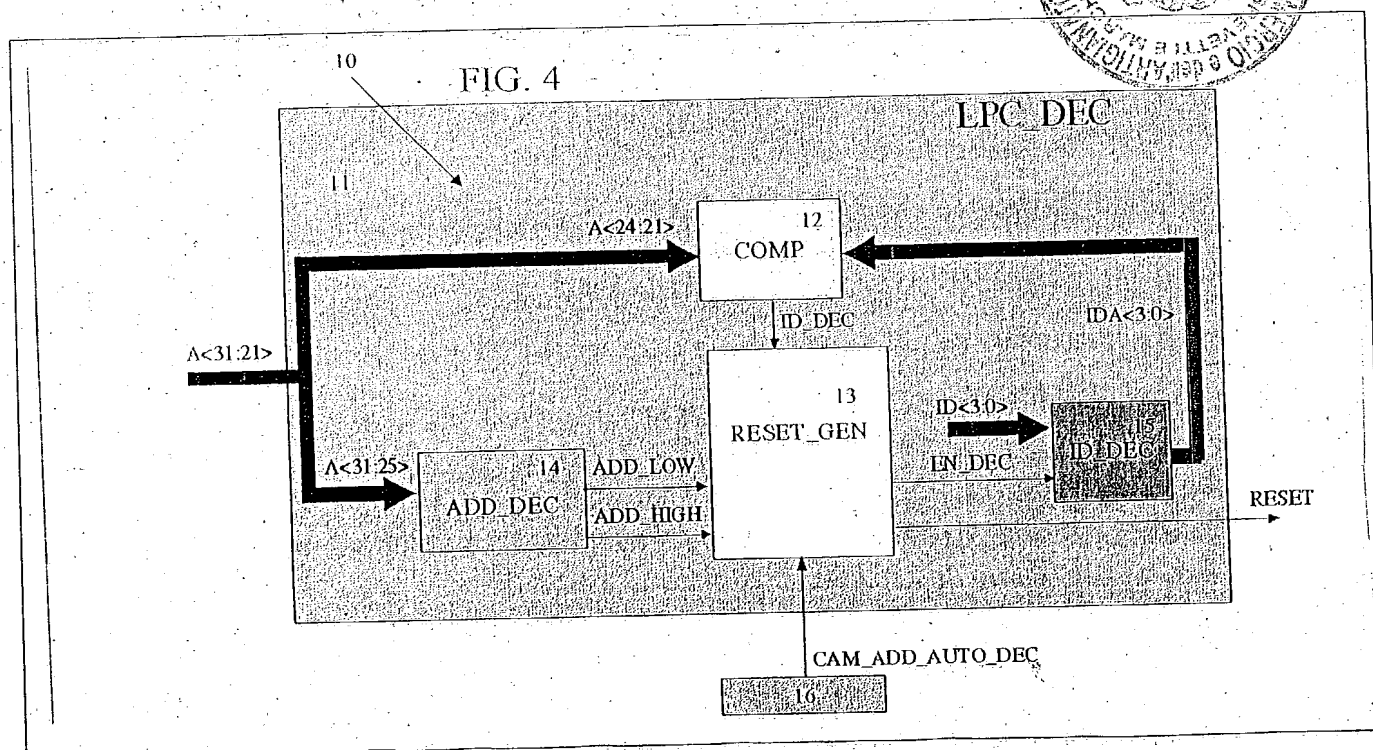 10
FIG. 4
LPC_DEC
11
A<24:21>
12
COMP
ID_DEC
IDA<3:0>
A<31:21>
13
RESET_GEN
ID<3:0>
15
ID_DEC
A<31:25>
14
ADD_DEC
ADD_LOW
ADD_HIGH
EN_DEC
RESET
CAM_ADD_AUTO_DEC
16